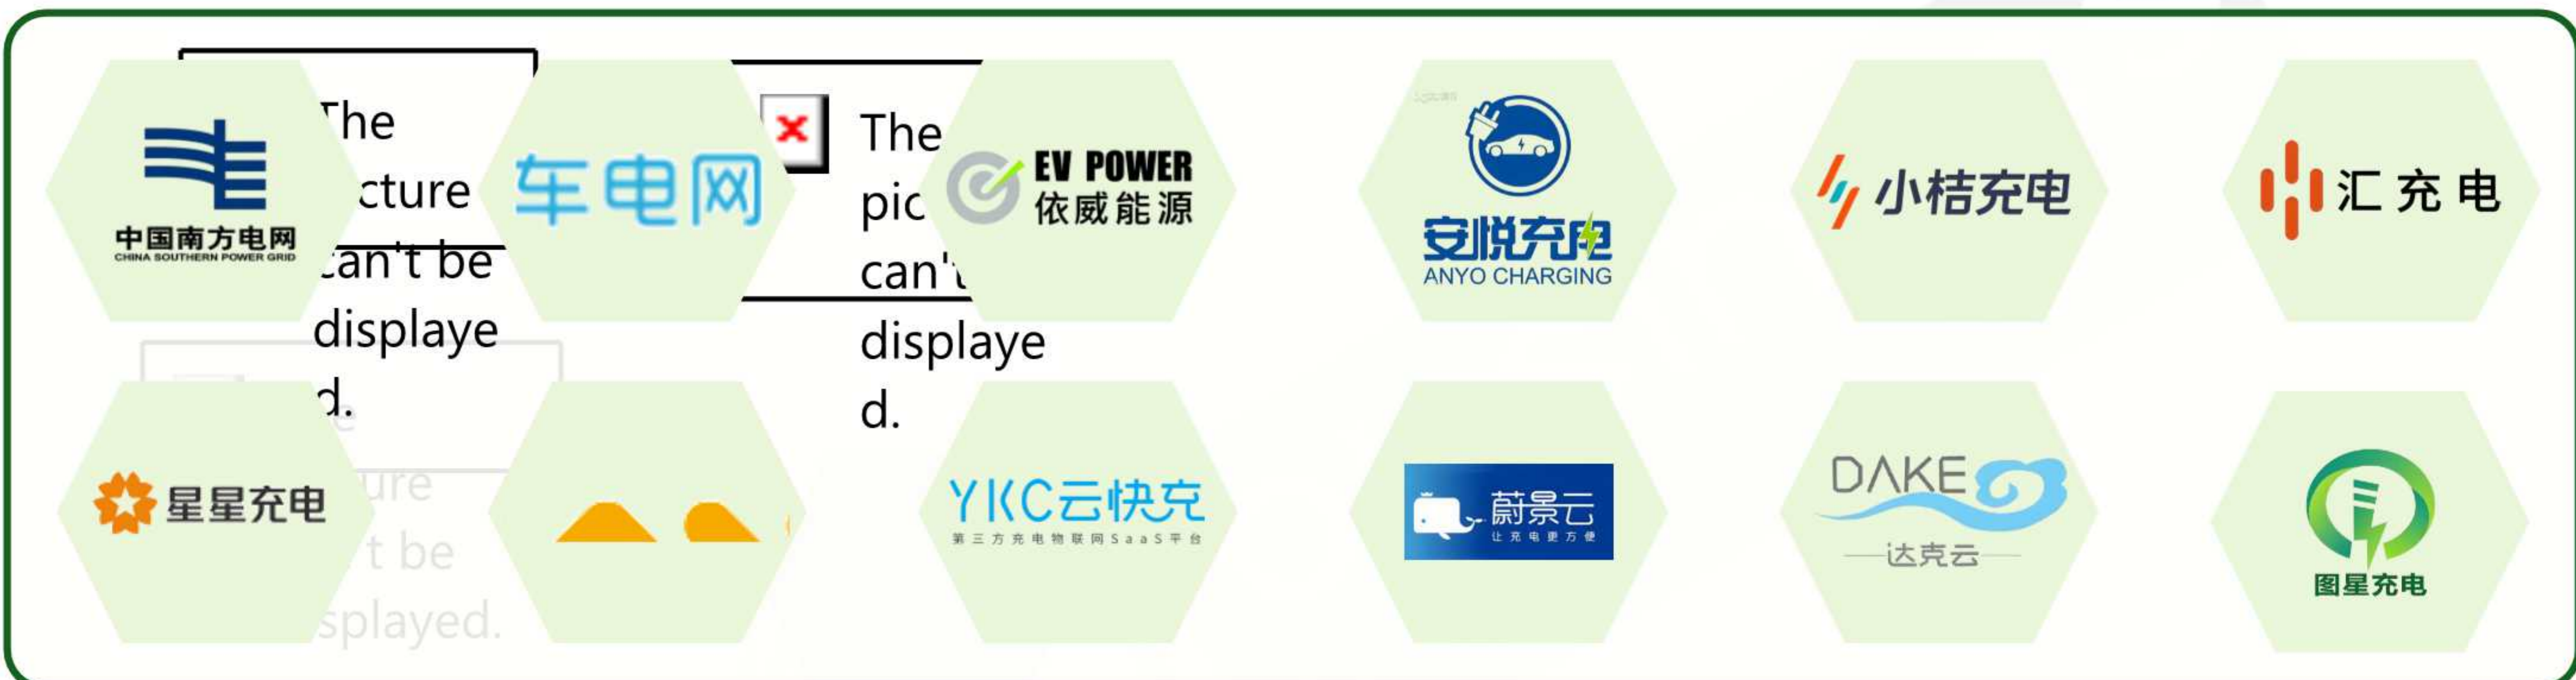 中国南方电网
CHINA SOUTHERN POWER GRID
The
cture
can't be
displaye
d.
车电网
The
pic
can't
displaye
d.
EV POWER
依威能源
安悦充电
ANYO CHARGING
小桔充电
汇充电
星星充电
ure
t be
splayed.
YKC云快充
第三方充电物联网SaaS平台
蔚景云
让充电更方便
DAKE
达克云
图星充电